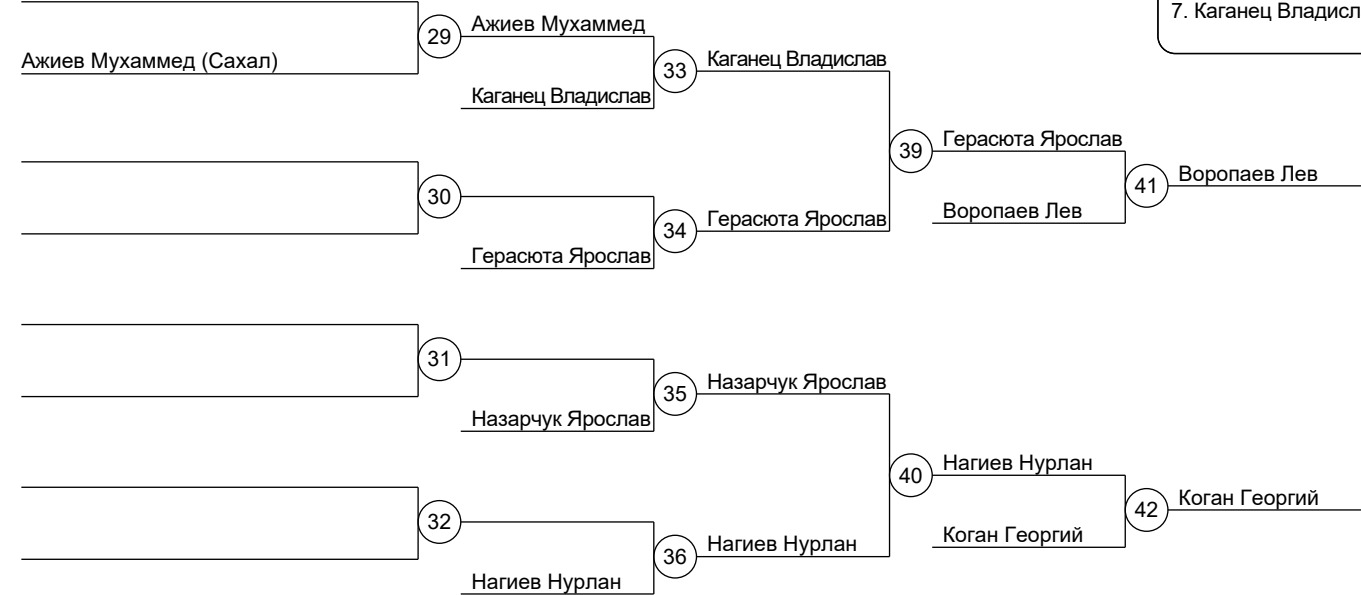 7. Каганец Владисл
29
Ажиев Мухаммед
Ажиев Мухаммед (Сахал)
33
Каганец Владислав
Каганец Владислав
39
Герасюта Ярослав
30
41
Воропаев Лев
34
Герасюта Ярослав
Воропаев Лев
Герасюта Ярослав
31
35
Назарчук Ярослав
Назарчук Ярослав
40
Нагиев Нурлан
32
42
Коган Георгий
36
Нагиев Нурлан
Коган Георгий
Нагиев Нурлан